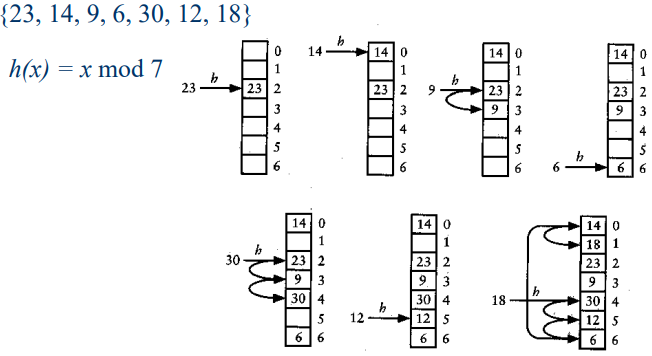 {23, 14, 9, 6, 30, 12, 18}
h(x) = x mod 7
23 h 23 0 1 2 3 4 5 6
14 h 14 23 0 1 2 3 4 5 6
9 h 14 23 9 0 1 2 3 4 5 6
6 h 14 23 9 6 0 1 2 3 4 5 6
30 h 14 23 9 30 6 0 1 2 3 4 5 6
12 h 14 23 9 30 12 6 0 1 2 3 4 5 6
18 h 14 18 23 9 30 12 6 0 1 2 3 4 5 6